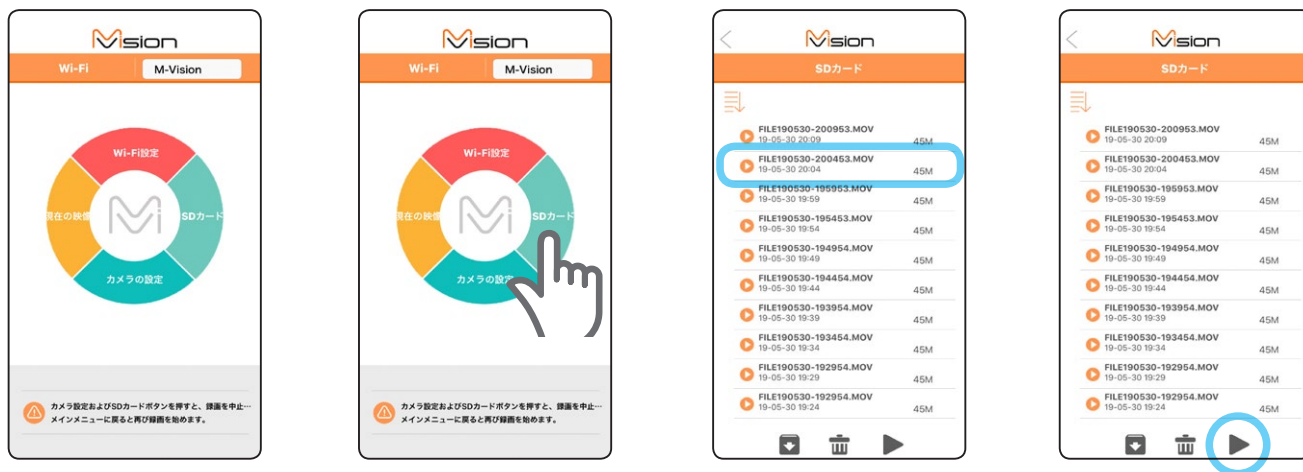 Mvision
Wi-Fi M-Vision
Wi-Fi設定
現在の映像
SDカード
カメラの設定
カメラ設定およびSDカードボタンを押すと、録画を中止…
メインメニューに戻ると再び録画を始めます。
Mvision
Wi-Fi M-Vision
Wi-Fi設定
現在の映像
SDカード
カメラの設定
カメラ設定およびSDカードボタンを押すと、録画を中止…
メインメニューに戻ると再び録画を始めます。
Mvision
SDカード
FILE190530-200953.MOV
19-05-30 20:09 45M
FILE190530-200453.MOV
19-05-30 20:04 45M
FILE190530-195953.MOV
19-05-30 19:59 45M
FILE190530-195453.MOV
19-05-30 19:54 45M
FILE190530-194954.MOV
19-05-30 19:49 45M
FILE190530-194454.MOV
19-05-30 19:44 45M
FILE190530-193954.MOV
19-05-30 19:39 45M
FILE190530-193454.MOV
19-05-30 19:34 45M
FILE190530-192954.MOV
19-05-30 19:29 45M
FILE190530-192954.MOV
19-05-30 19:24 45M
Mvision
SDカード
FILE190530-200953.MOV
19-05-30 20:09 45M
FILE190530-200453.MOV
19-05-30 20:04 45M
FILE190530-195953.MOV
19-05-30 19:59 45M
FILE190530-195453.MOV
19-05-30 19:54 45M
FILE190530-194954.MOV
19-05-30 19:49 45M
FILE190530-194454.MOV
19-05-30 19:44 45M
FILE190530-193954.MOV
19-05-30 19:39 45M
FILE190530-193454.MOV
19-05-30 19:34 45M
FILE190530-192954.MOV
19-05-30 19:29 45M
FILE190530-192954.MOV
19-05-30 19:24 45M